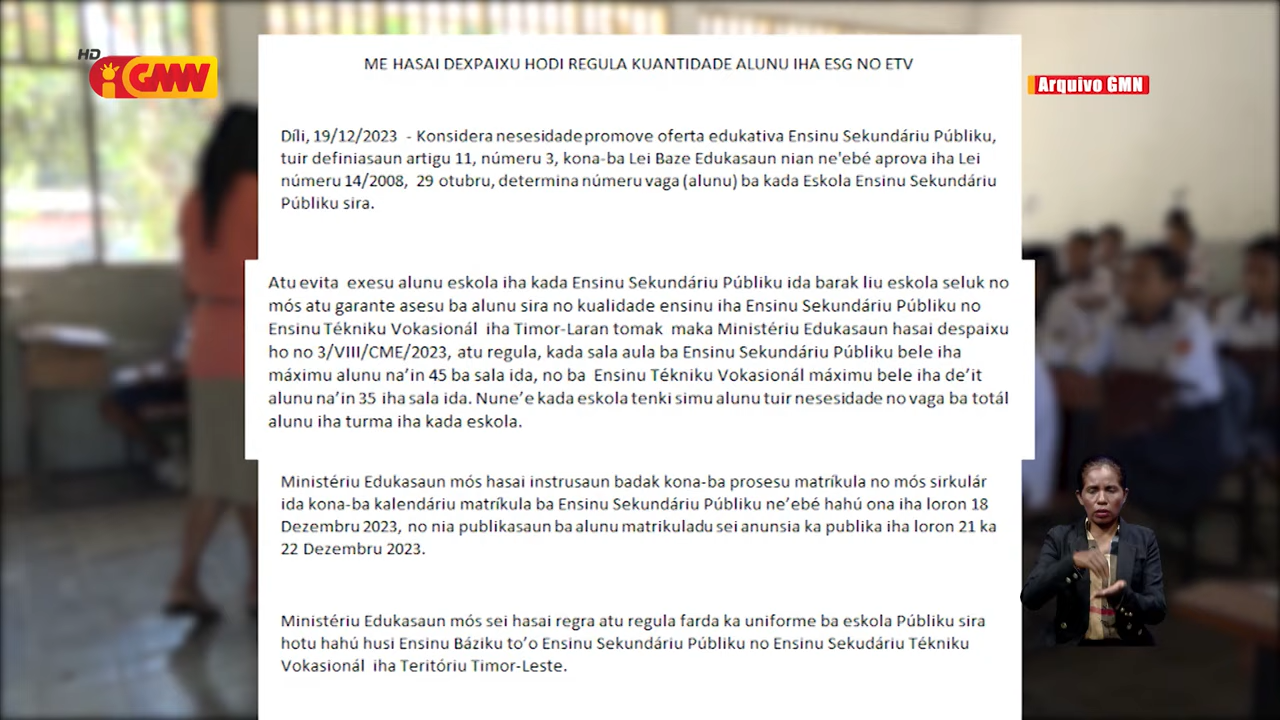 HD
GMN
Arquivo GMN
ME HASAI DEXPAIXU HODI REGULA KUANTIDADE ALUNU IHA ESG NO ETV
Díli, 19/12/2023 - Konsidera nesesidade promove oferta edukativa Ensinu Sekundáriu Públiku,
tuir definiasaun artigu 11, númeru 3, kona-ba Lei Baze Edukasaun nian ne'ebé aprova iha Lei
númeru 14/2008, 29 otubru, determina númeru vaga (alunu) ba kada Eskola Ensinu Sekundáriu
Públiku sira.
Atu evita exesu alunu eskola iha kada Ensinu Sekundáriu Públiku ida barak liu eskola seluk no
mós atu garante asesu ba alunu sira no kualidade ensinu iha Ensinu Sekundáriu Públiku no
Ensinu Tékniku Vokasionál iha Timor-Laran tomak maka Ministériu Edukasaun hasai despaixu
ho no 3/VIII/CME/2023, atu regula, kada sala aula ba Ensinu Sekundáriu Públiku bele iha
máximu alunu na’in 45 ba sala ida, no ba Ensinu Tékniku Vokasionál máximu bele iha de’it
alunu na’in 35 iha sala ida. Nune’e kada eskola tenki simu alunu tuir nesesidade no vaga ba totál
alunu iha turma iha kada eskola.
Ministériu Edukasaun mós hasai instrusaun badak kona-ba prosesu matríkula no mós sirkulár
ida kona-ba kalendáriu matríkula ba Ensinu Sekundáriu Públiku ne’ebé hahú ona iha loron 18
Dezembru 2023, no nia publikasaun ba alunu matrikuladu sei anunsia ka publika iha loron 21 ka
22 Dezembru 2023.
Ministériu Edukasaun mós sei hasai regra atu regula farda ka uniforme ba eskola Públiku sira
hotu hahú husi Ensinu Báziku to’o Ensinu Sekundáriu Públiku no Ensinu Sekudáriu Tékniku
Vokasionál iha Teritóriu Timor-Leste.